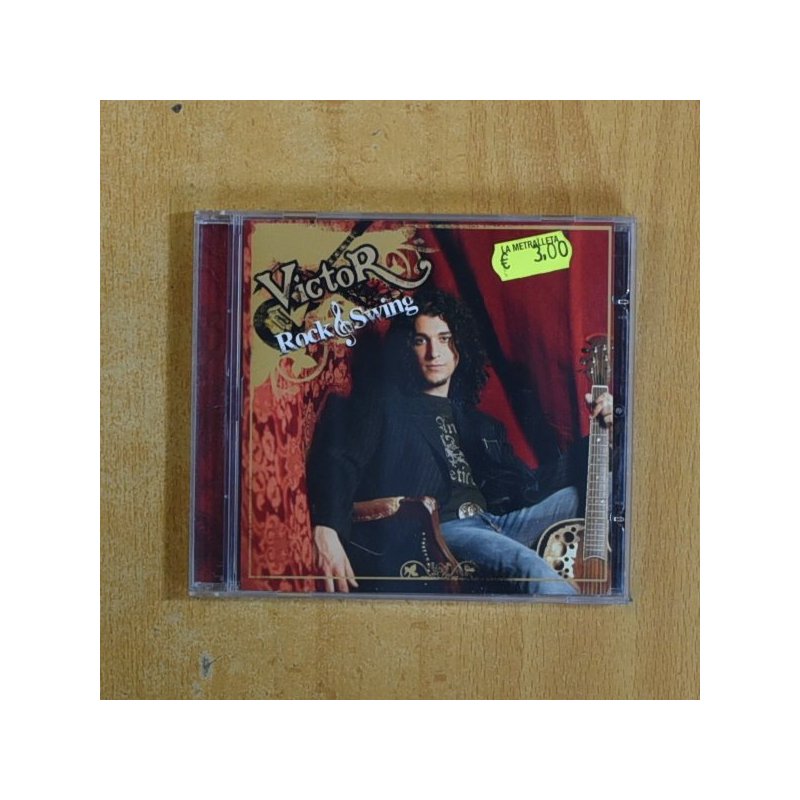 Victor
Rock & Swing
LA METRALLETA
€ 3.00